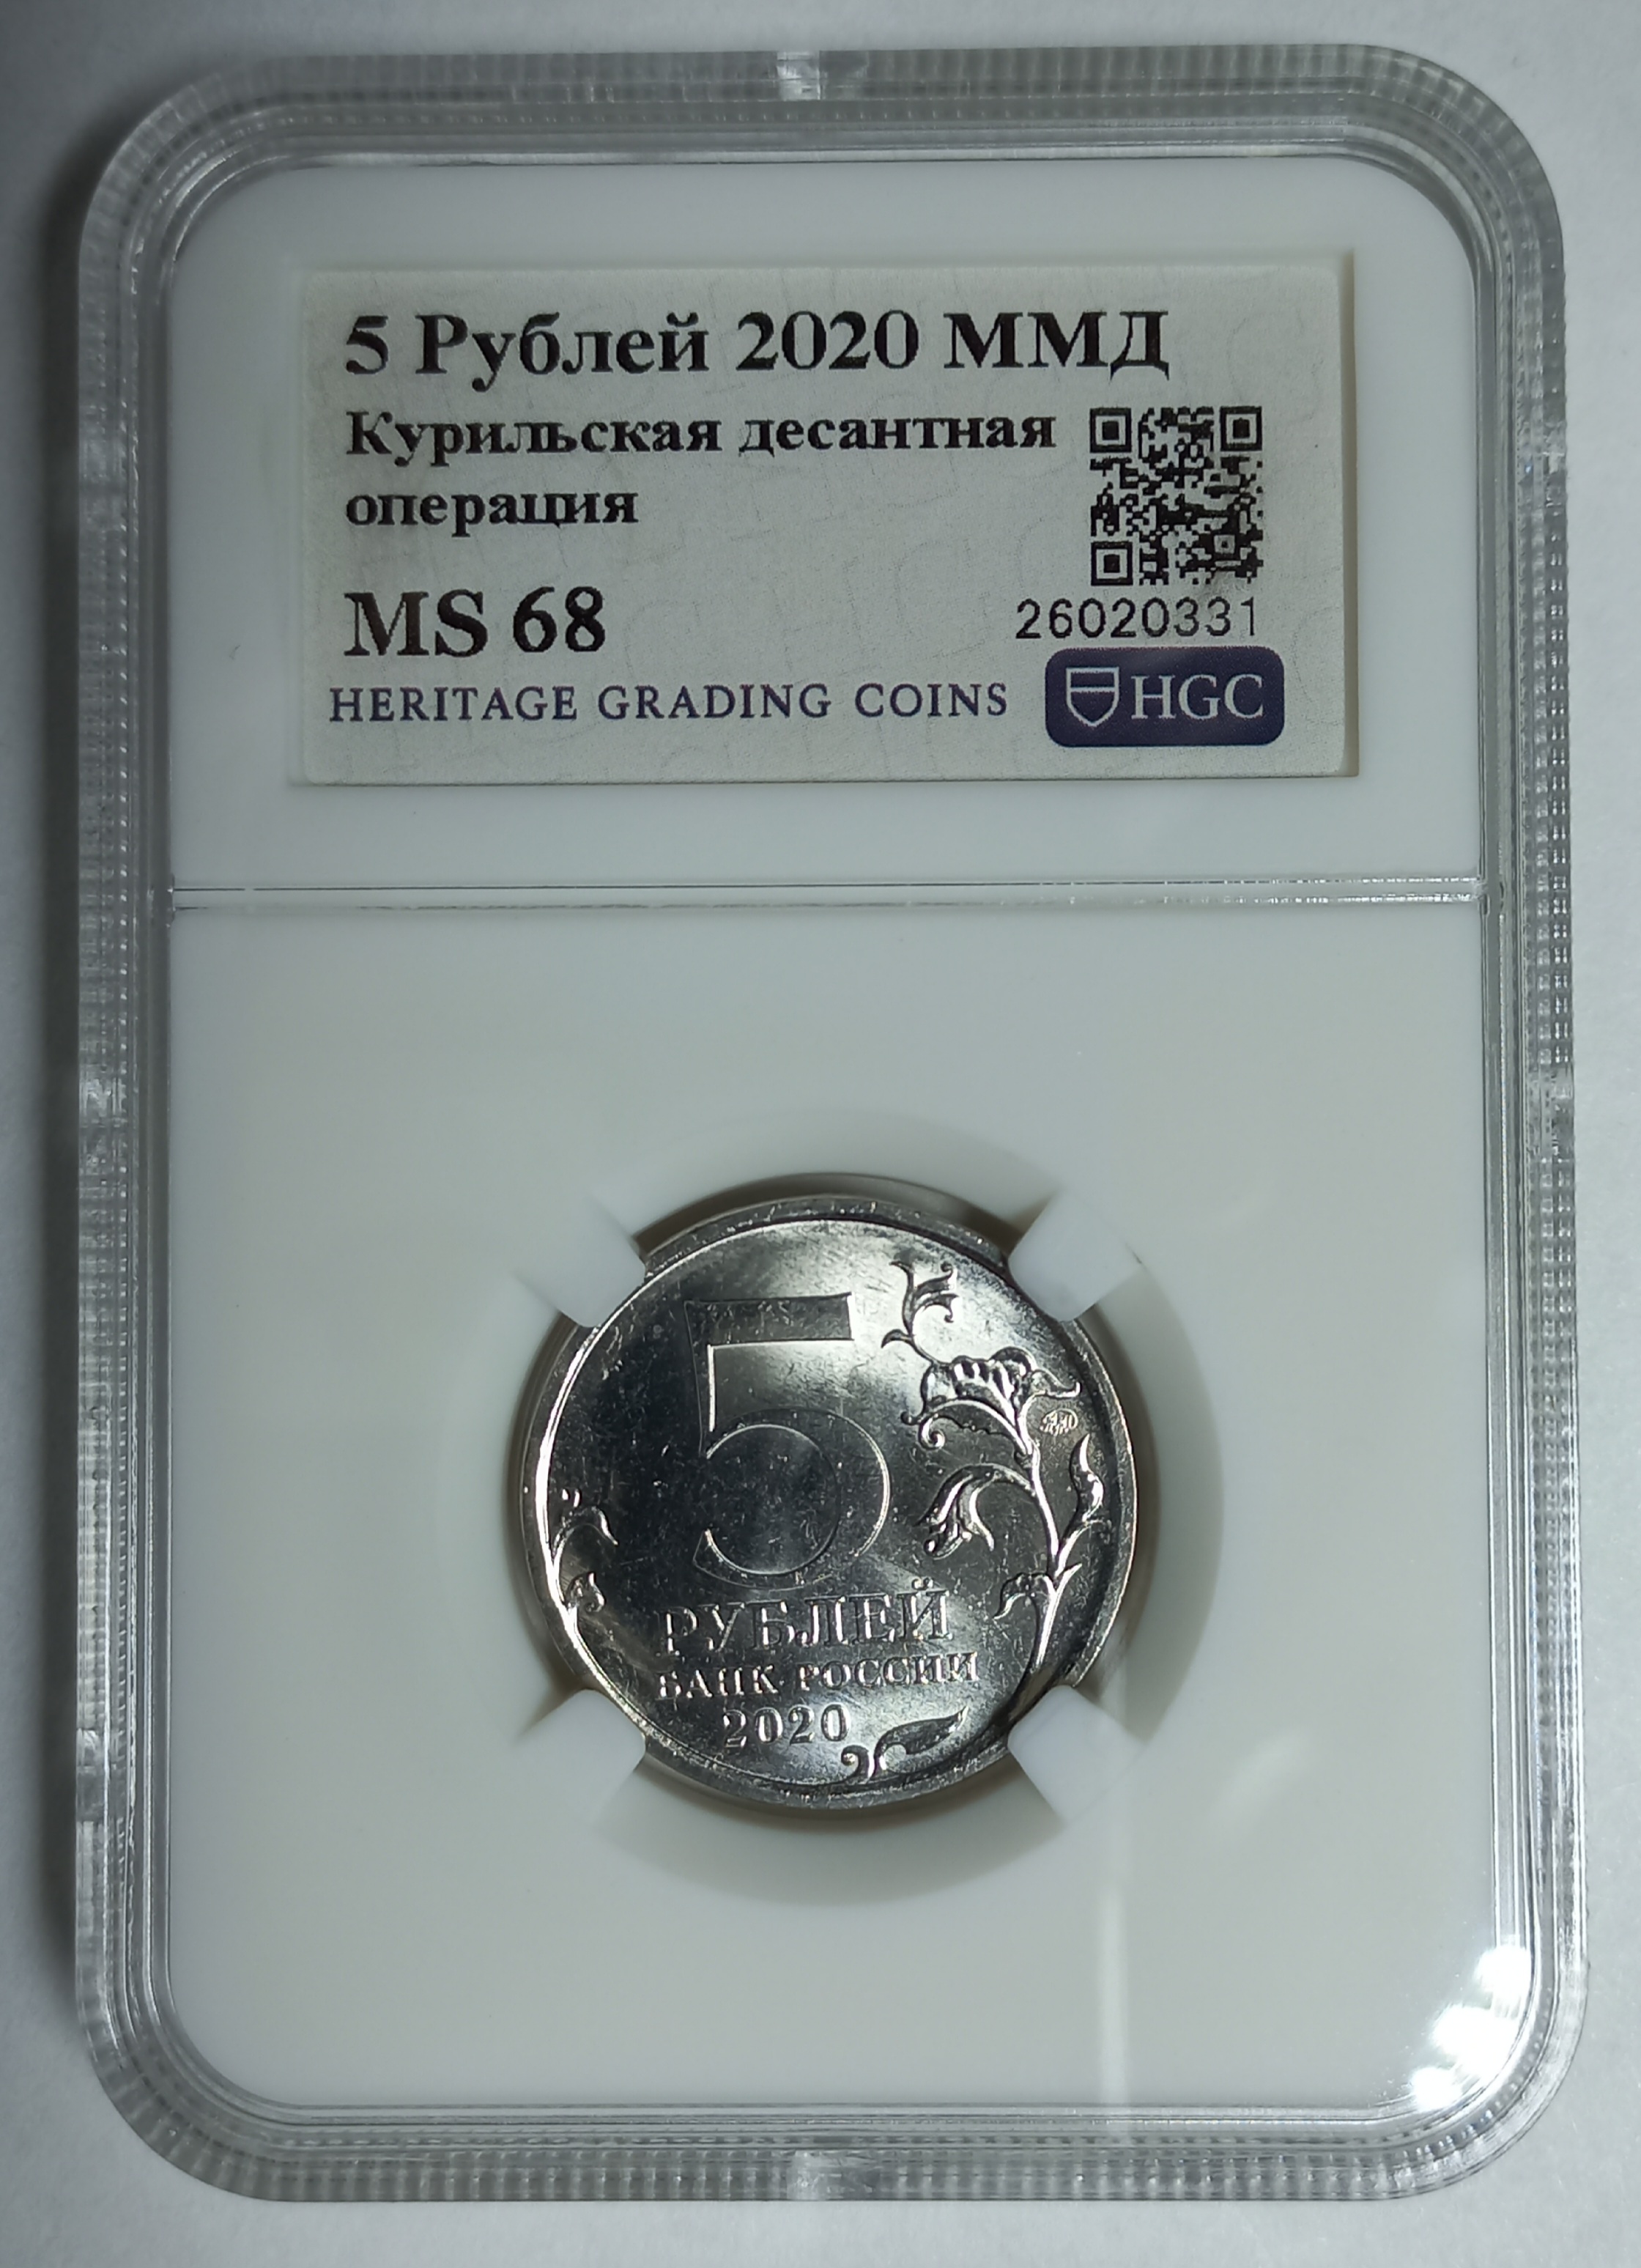 5 Рублей 2020 ММД
Курильская десантная
операция
MS 68
26020331
HERITAGE GRADING COINS
HGC
5
РУБЛЕЙ
БАНК РОССИИ
2020